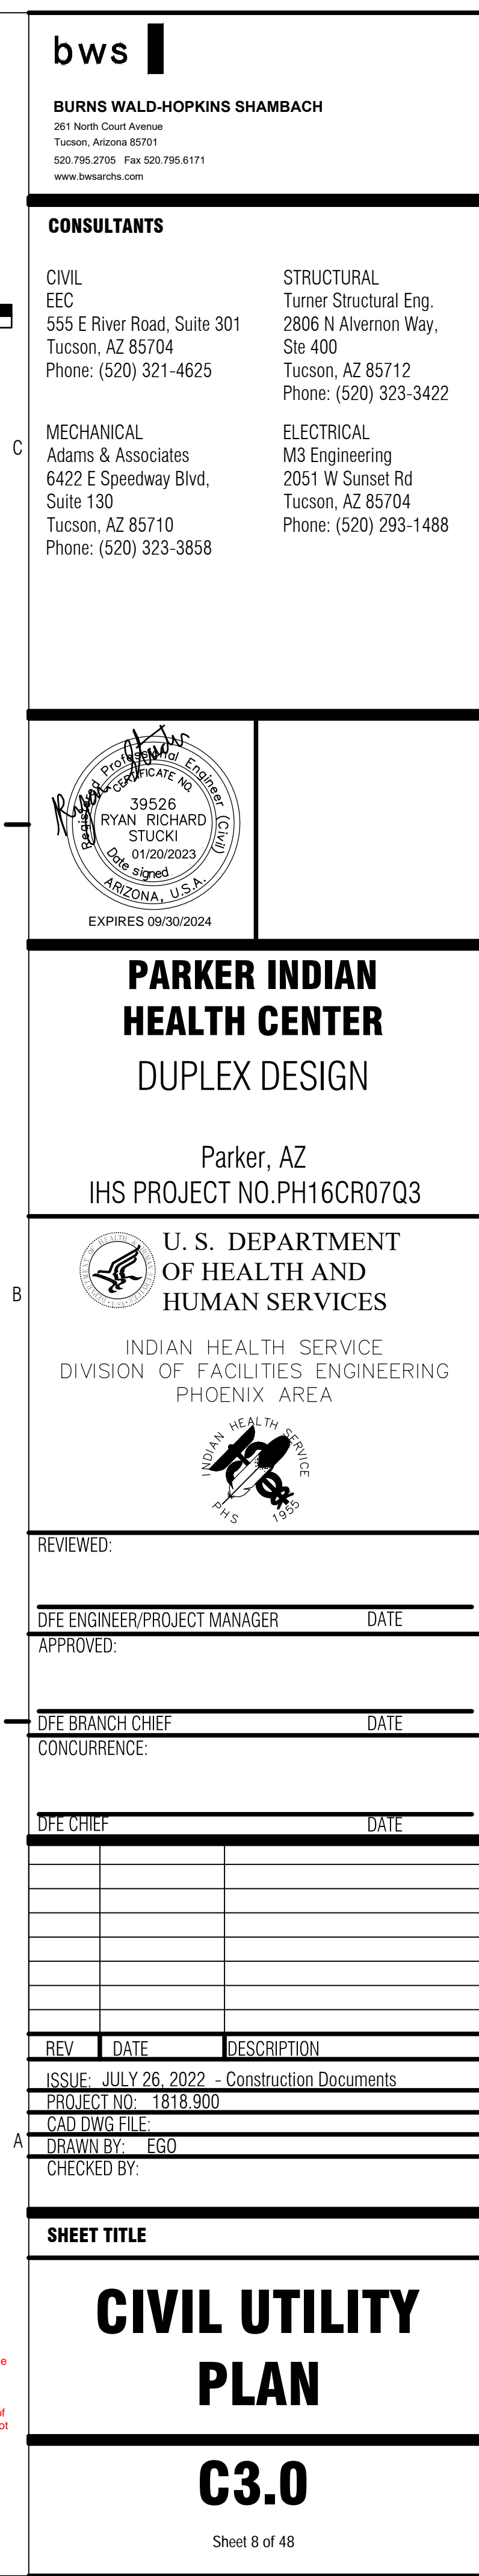 bws
BURNS WALD-HOPKINS SHAMBACH
261 North Court Avenue
Tucson, Arizona 85701
520.795.2705 Fax 520.795.6171
www.bwsarchs.com
CONSULTANTS
CIVIL
EEC
555 E River Road, Suite 301
Tucson, AZ 85704
Phone: (520) 321-4625
STRUCTURAL
Turner Structural Eng.
2806 N Alvernon Way,
Ste 400
Tucson, AZ 85712
Phone: (520) 323-3422
C
MECHANICAL
Adams & Associates
6422 E Speedway Blvd,
Suite 130
Tucson, AZ 85710
Phone: (520) 323-3858
ELECTRICAL
M3 Engineering
2051 W Sunset Rd
Tucson, AZ 85704
Phone: (520) 293-1488
Registered Professional Engineer (Civil)
CERTIFICATE NO.
39526
RYAN RICHARD
STUCKI
01/20/2023
Date signed
ARIZONA, U.S.A.
EXPIRES 09/30/2024
PARKER INDIAN
HEALTH CENTER
DUPLEX DESIGN
Parker, AZ
IHS PROJECT NO.PH16CR07Q3
B
U. S. DEPARTMENT
OF HEALTH AND
HUMAN SERVICES
INDIAN HEALTH SERVICE
DIVISION OF FACILITIES ENGINEERING
PHOENIX AREA
INDIAN HEALTH SERVICE
PHS 1955
REVIEWED:
DFE ENGINEER/PROJECT MANAGER DATE
APPROVED:
DFE BRANCH CHIEF DATE
CONCURRENCE:
DFE CHIEF DATE
REV DATE DESCRIPTION
ISSUE: JULY 26, 2022 - Construction Documents
PROJECT NO: 1818.900
CAD DWG FILE:
A
DRAWN BY: EGO
CHECKED BY:
SHEET TITLE
CIVIL UTILITY
PLAN
C3.0
Sheet 8 of 48